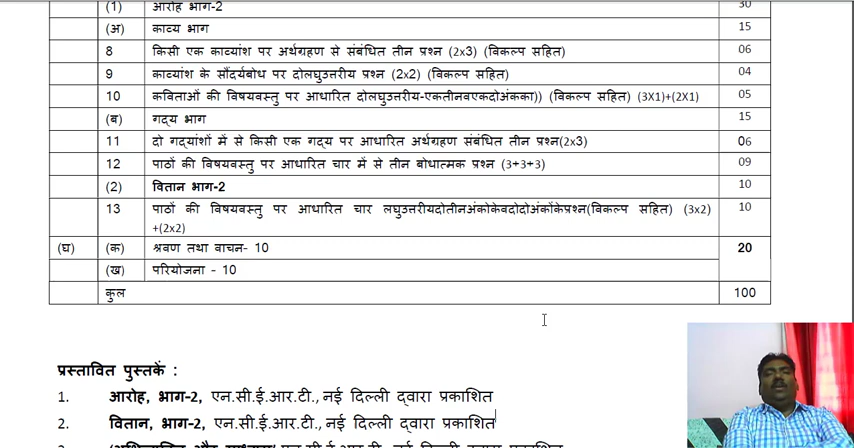 (1) आरोह भाग-2 30
(अ) काव्य भाग 15
8 किसी एक काव्यांश पर अर्थग्रहण से संबंधित तीन प्रश्न (2x3) (विकल्प सहित) 06
9 काव्यांश के सौंदर्यबोध पर दोलघुउत्तरीय प्रश्न (2x2) (विकल्प सहित) 04
10 कविताओं की विषयवस्तु पर आधारित दोलघुउत्तरीय-एकतीनवएकदोअंकका)) (विकल्प सहित) (3X1)+(2X1) 05
(ब) गद्य भाग 15
11 दो गद्यांशों में से किसी एक गद्य पर आधारित अर्थग्रहण संबंधित तीन प्रश्न(2x3) 06
12 पाठों की विषयवस्तु पर आधारित चार में से तीन बोधात्मक प्रश्न (3+3+3) 09
(2) वितान भाग-2 10
13 पाठों की विषयवस्तु पर आधारित चार लघुउत्तरीयदोतीनअंकोकेवदोदोअंकोंकेप्रश्न(विकल्प सहित) (3x2) 10
+(2x2)
(घ) (क) श्रवण तथा वाचन- 10 20
(ख) परियोजना - 10
कुल 100
प्रस्तावित पुस्तकें :
1. आरोह, भाग-2, एन.सी.ई.आर.टी., नई दिल्ली द्वारा प्रकाशित
2. वितान, भाग-2, एन.सी.ई.आर.टी., नई दिल्ली द्वारा प्रकाशित